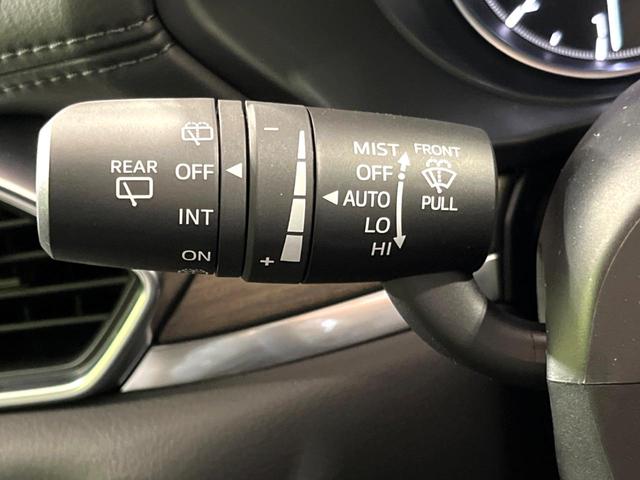 REAR
OFF
INT
ON
−
+
MIST
OFF
AUTO
LO
HI
FRONT
PULL